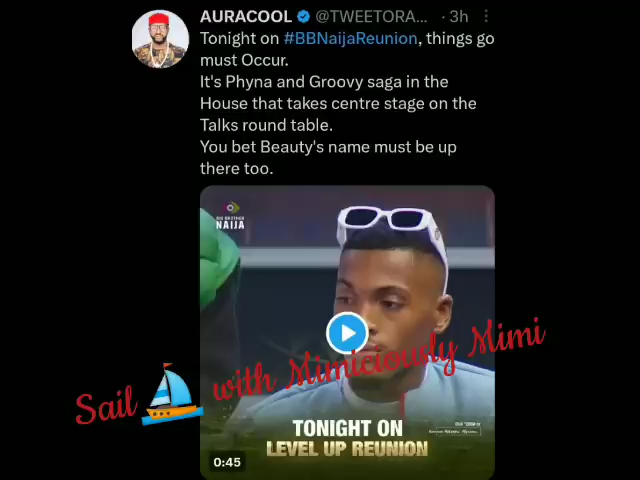 AURACOOL @TWEETORA... · 3h
Tonight on #BBNaijaReunion, things go
must Occur.
It's Phyna and Groovy saga in the
House that takes centre stage on the
Talks round table.
You bet Beauty's name must be up
there too.
BIG BROTHER
NAIJA
Sail with Mimiciously Mimi
TONIGHT ON
LEVEL UP REUNION
0:45